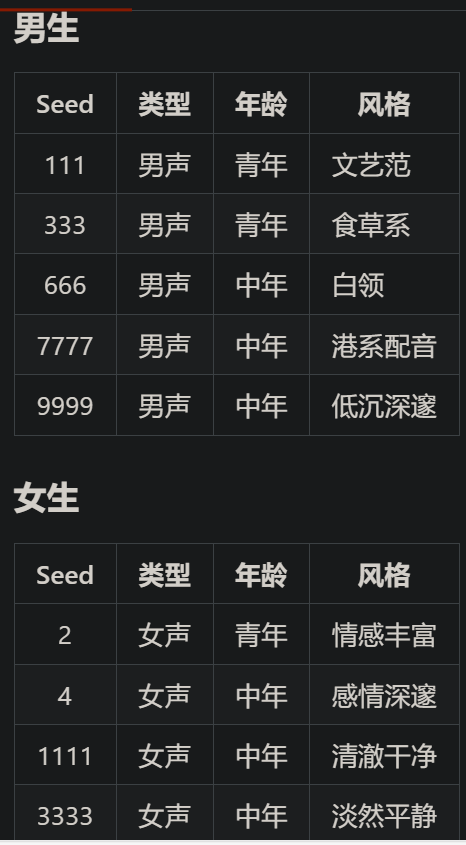 男生
Seed 类型 年龄 风格
111 男声 青年 文艺范
333 男声 青年 食草系
666 男声 中年 白领
7777 男声 中年 港系配音
9999 男声 中年 低沉深邃
女生
Seed 类型 年龄 风格
2 女声 青年 情感丰富
4 女声 中年 感情深邃
1111 女声 中年 清澈干净
3333 女声 中年 淡然平静